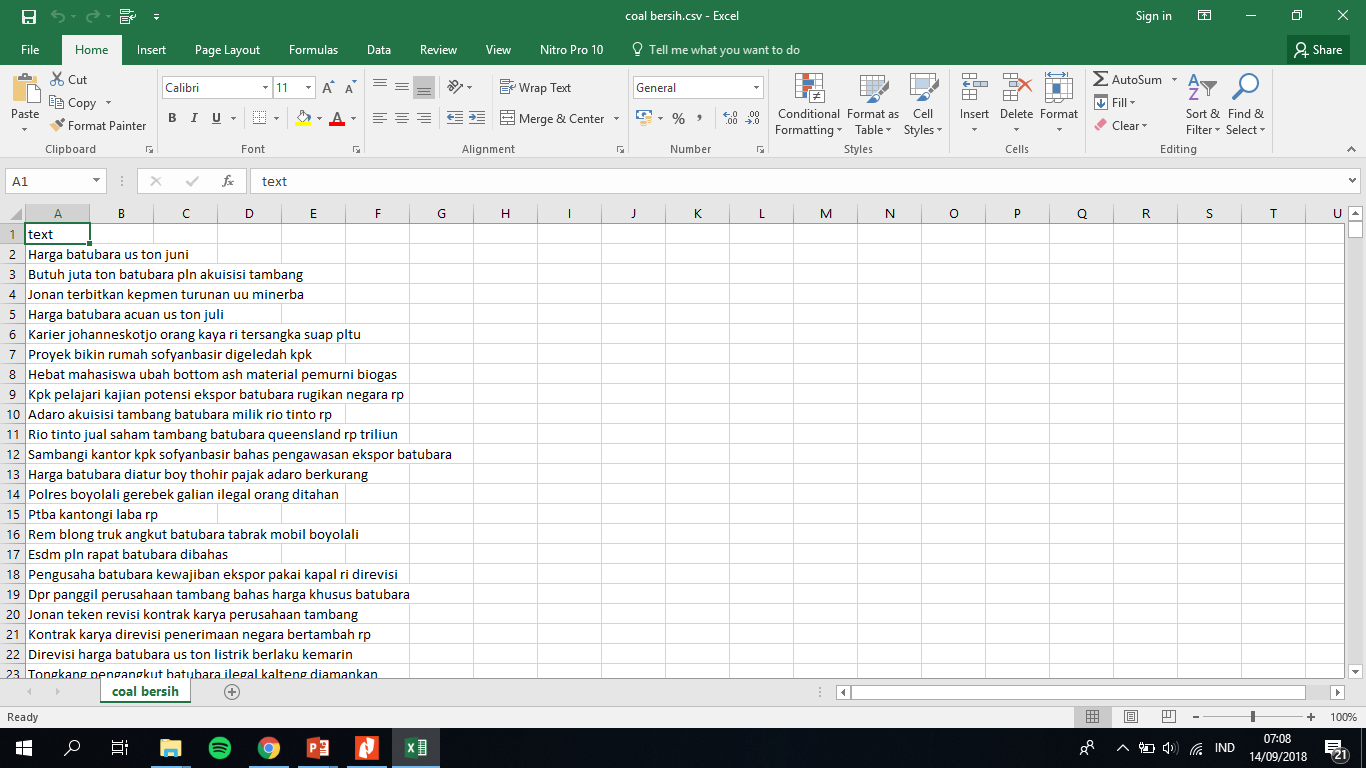 coal bersih.csv - Excel
Sign in
File Home Insert Page Layout Formulas Data Review View Nitro Pro 10 Tell me what you want to do Share
Paste
Cut
Copy
Format Painter
Clipboard
Calibri 11
B I U
Font
Wrap Text
Merge & Center
Alignment
General
Number
Conditional Formatting
Format as Table
Cell Styles
Styles
Insert Delete Format
Cells
AutoSum
Fill
Clear
Sort & Filter
Find & Select
Editing
A1 fx text
A B C D E F G H I J K L M N O P Q R S T U
1 text
2 Harga batubara us ton juni
3 Butuh juta ton batubara pln akuisisi tambang
4 Jonan terbitkan kepmen turunan uu minerba
5 Harga batubara acuan us ton juli
6 Karier johanneskotjo orang kaya ri tersangka suap pltu
7 Proyek bikin rumah sofyanbasir digeledah kpk
8 Hebat mahasiswa ubah bottom ash material pemurni biogas
9 Kpk pelajari kajian potensi ekspor batubara rugikan negara rp
10 Adaro akuisisi tambang batubara milik rio tinto rp
11 Rio tinto jual saham tambang batubara queensland rp triliun
12 Sambangi kantor kpk sofyanbasir bahas pengawasan ekspor batubara
13 Harga batubara diatur boy thohir pajak adaro berkurang
14 Polres boyolali gerebek galian ilegal orang ditahan
15 Ptba kantongi laba rp
16 Rem blong truk angkut batubara tabrak mobil boyolali
17 Esdm pln rapat batubara dibahas
18 Pengusaha batubara kewajiban ekspor pakai kapal ri direvisi
19 Dpr panggil perusahaan tambang bahas harga khusus batubara
20 Jonan teken revisi kontrak karya perusahaan tambang
21 Kontrak karya direvisi penerimaan negara bertambah rp
22 Direvisi harga batubara us ton listrik berlaku kemarin
23 Tongkang pengangkut batubara ilegal kalteng diamankan
coal bersih
Ready
100%
IND
07:08
14/09/2018
21